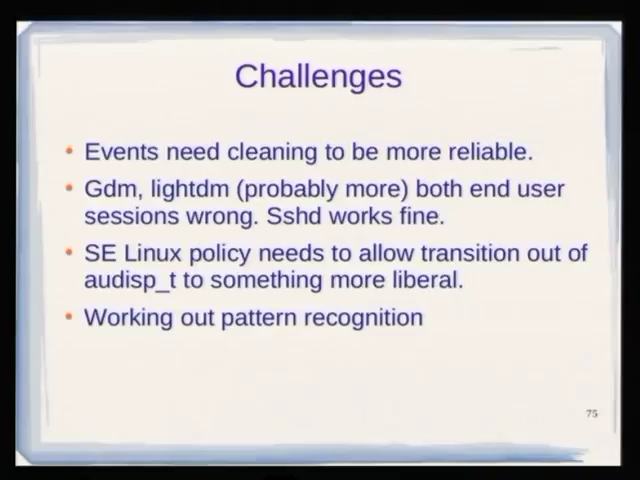 Challenges
• Events need cleaning to be more reliable.
• Gdm, lightdm (probably more) both end user
sessions wrong. Sshd works fine.
• SE Linux policy needs to allow transition out of
audisp_t to something more liberal.
• Working out pattern recognition
75